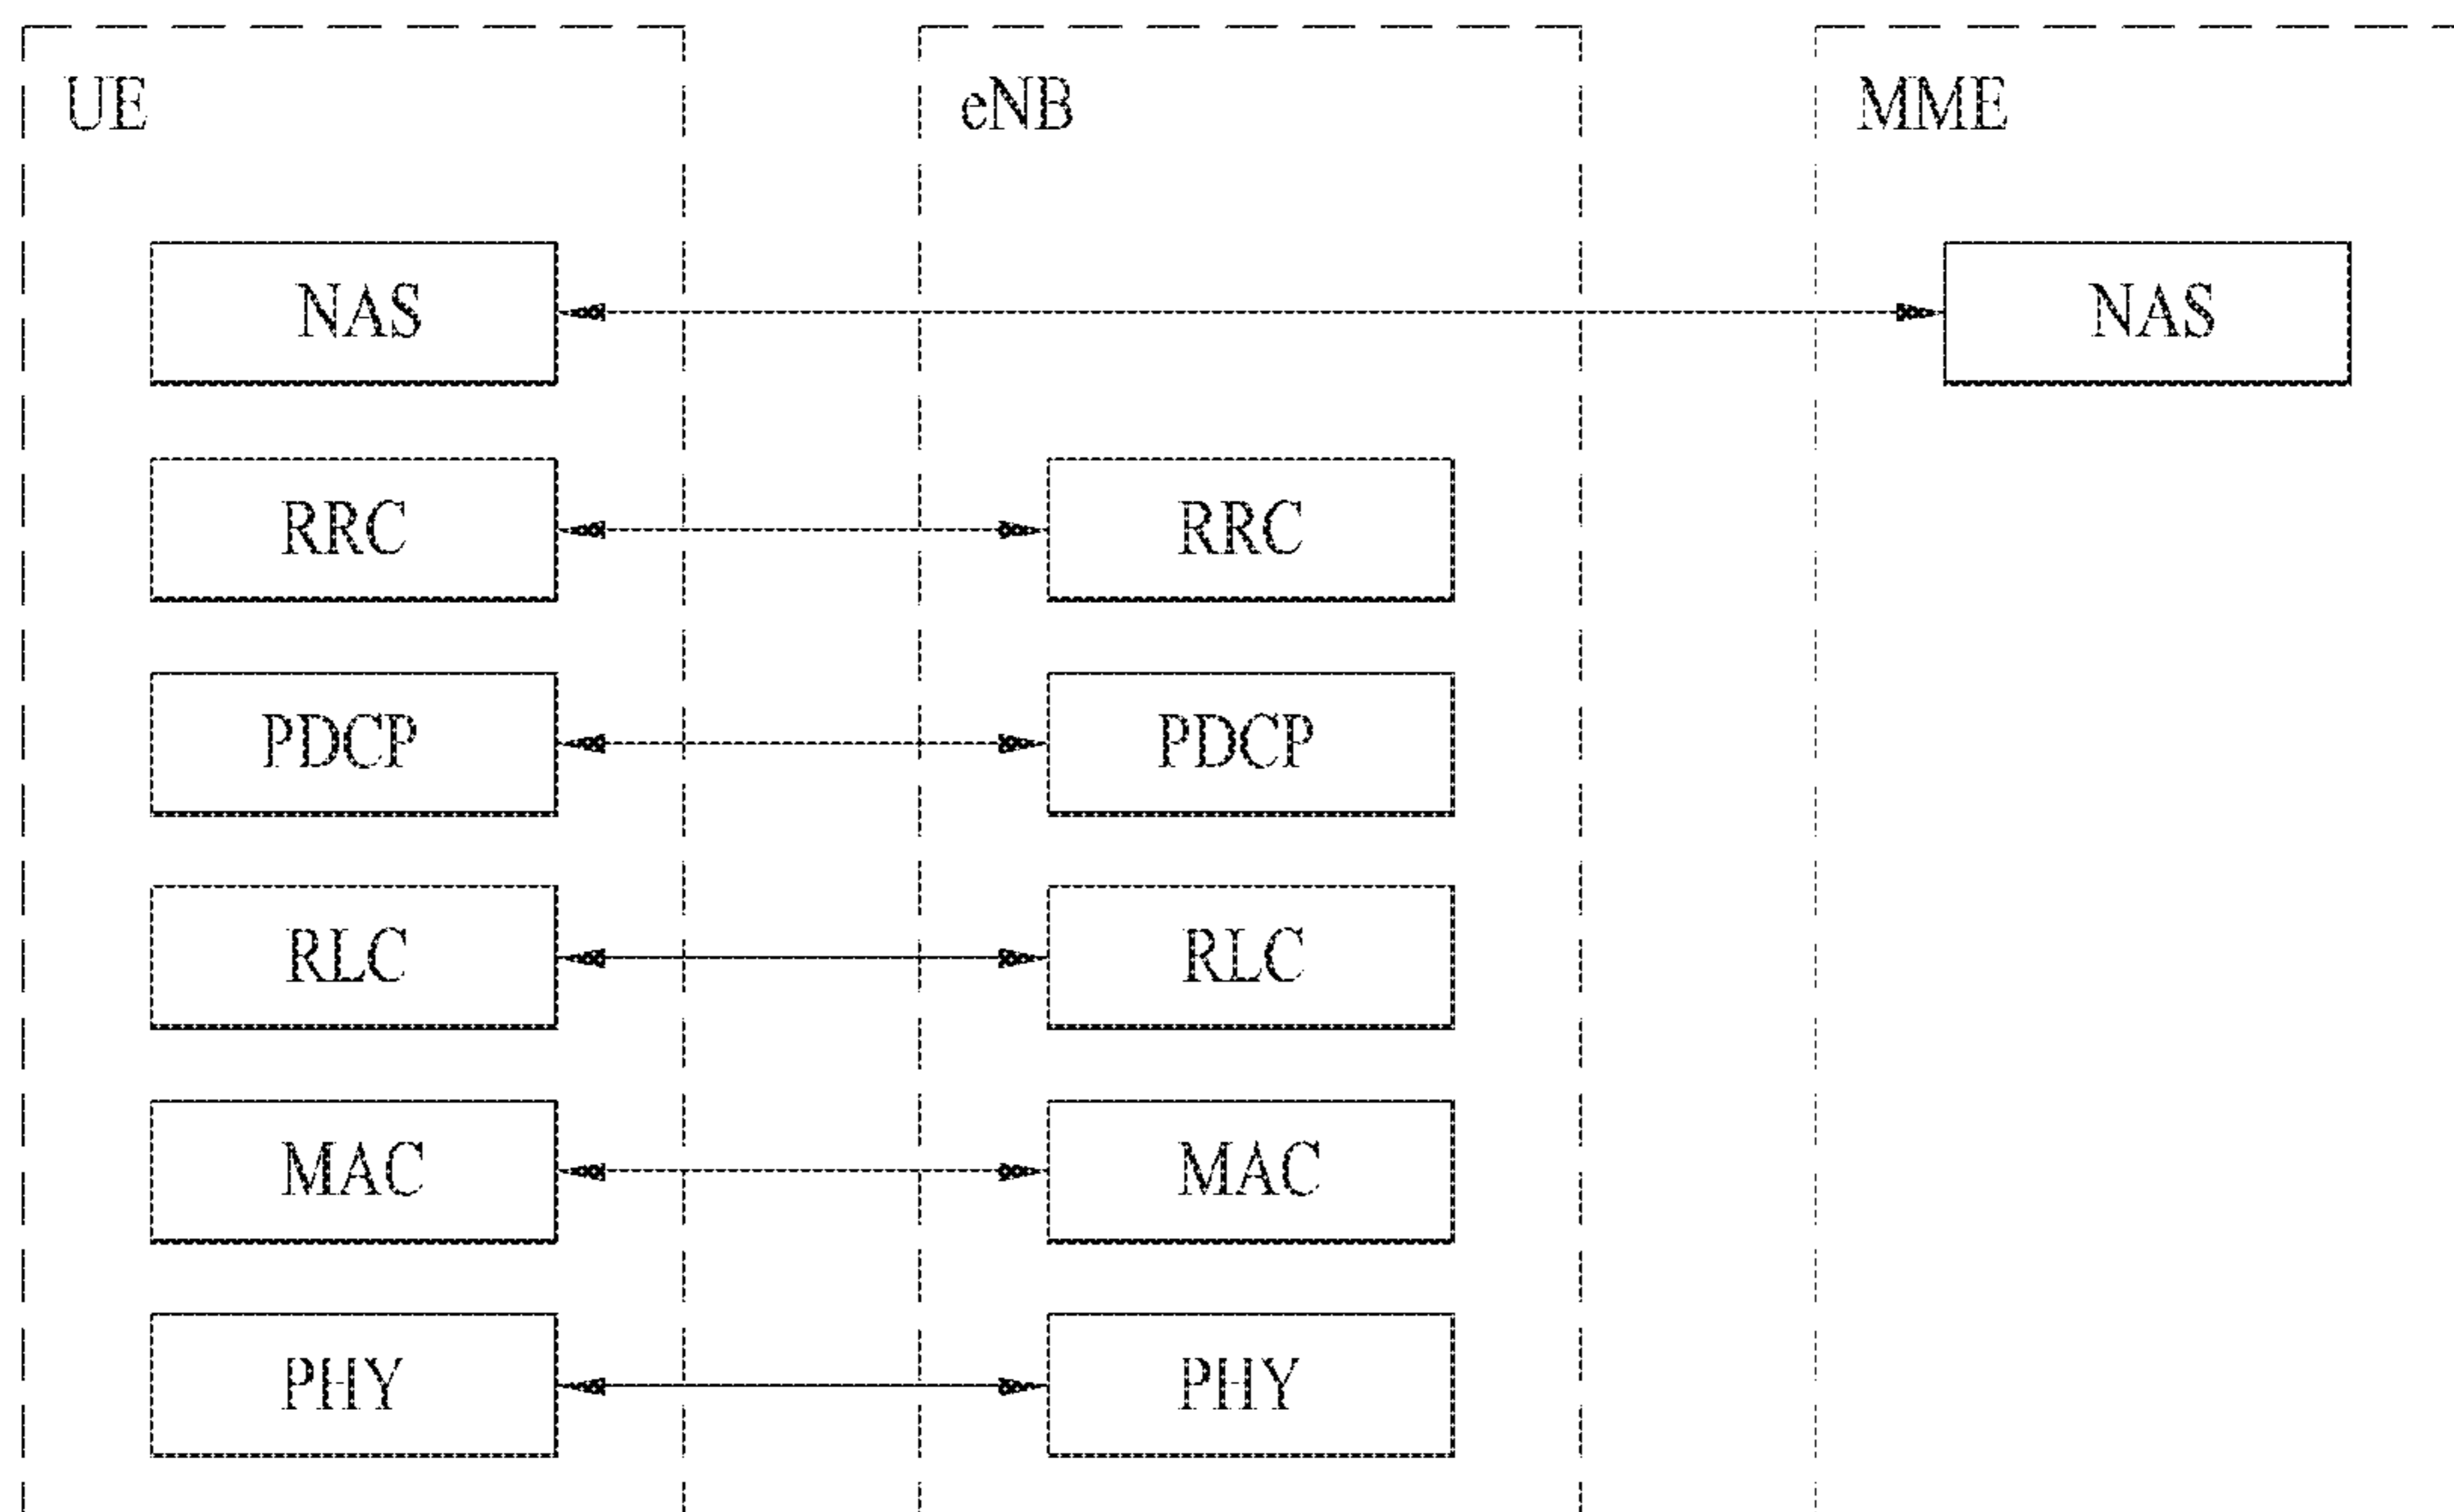 UE eNB MME
NAS NAS
RRC RRC
PDCP PDCP
RLC RLC
MAC MAC
PHY PHY